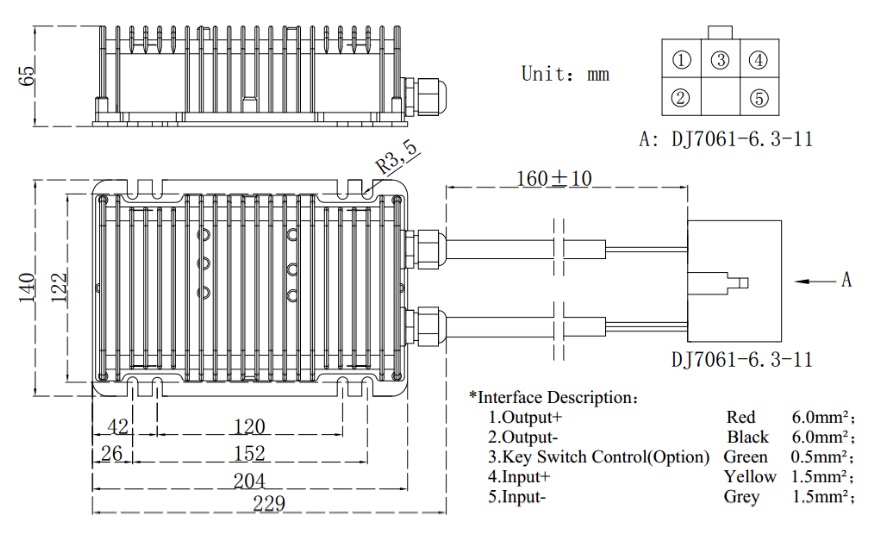 65
Unit: mm
① ③ ④
② ⑤
A: DJ7061-6.3-11
R3,5
160±10
140
122
A
DJ7061-6.3-11
42
120
26
152
204
229
*Interface Description:
1.Output+ Red 6.0mm²;
2.Output- Black 6.0mm²;
3.Key Switch Control(Option) Green 0.5mm²;
4.Input+ Yellow 1.5mm²;
5.Input- Grey 1.5mm²;